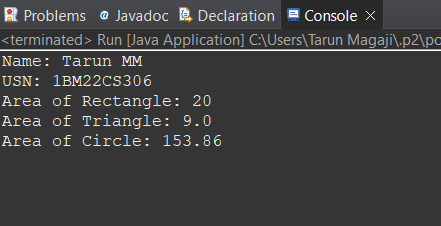 Problems @ Javadoc Declaration Console ×
<terminated> Run [Java Application] C:\Users\Tarun Magaji\.p2\po
Name: Tarun MM
USN: 1BM22CS306
Area of Rectangle: 20
Area of Triangle: 9.0
Area of Circle: 153.86